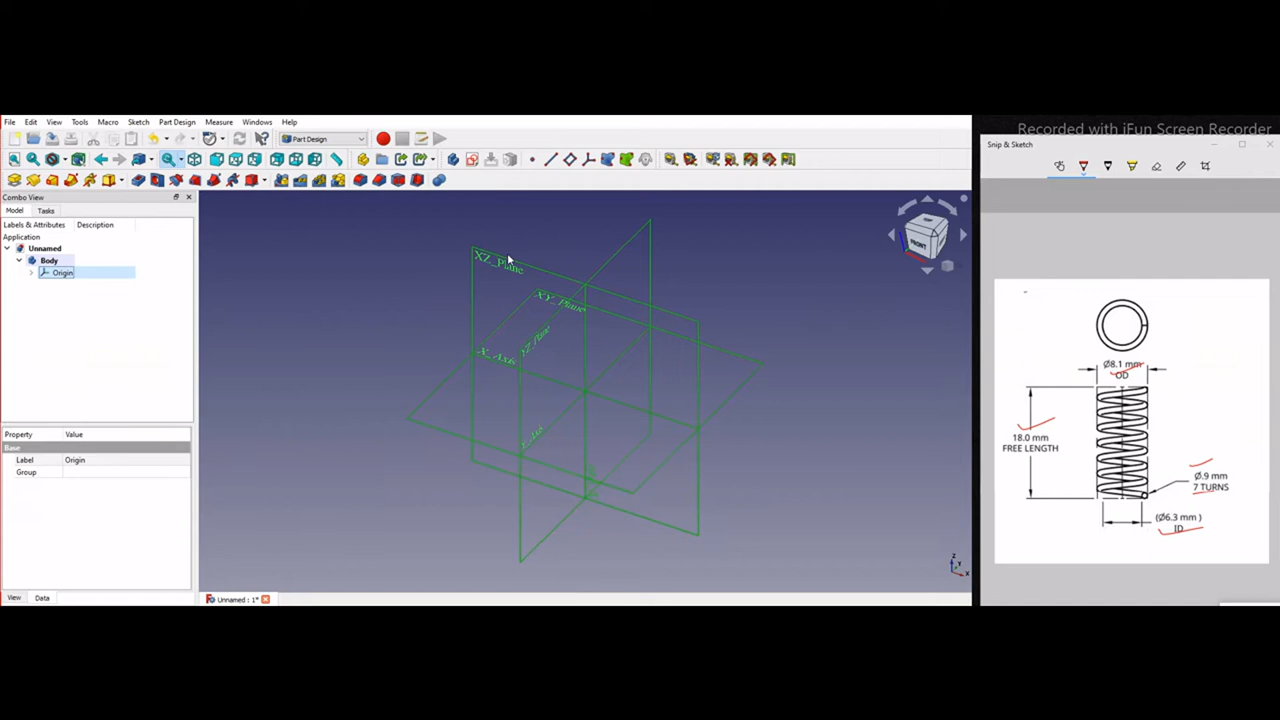 Recorded with iFun Screen Recorder
File Edit View Tools Macro Sketch Part Design Measure Windows Help
Part Design
Snip & Sketch
Combo View
Model Tasks
Labels & Attributes Description
Application
Unnamed
Body
Origin
XZ_Plane
XY_Plane
YZ_Plane
X_Axis
FRONT
Property Value
Base
Label Origin
Group
View Data
Unnamed : 1*
Z
Y
X
Ø8.1 mm
OD
18.0 mm
FREE LENGTH
Ø.9 mm
7 TURNS
(Ø6.3 mm )
ID